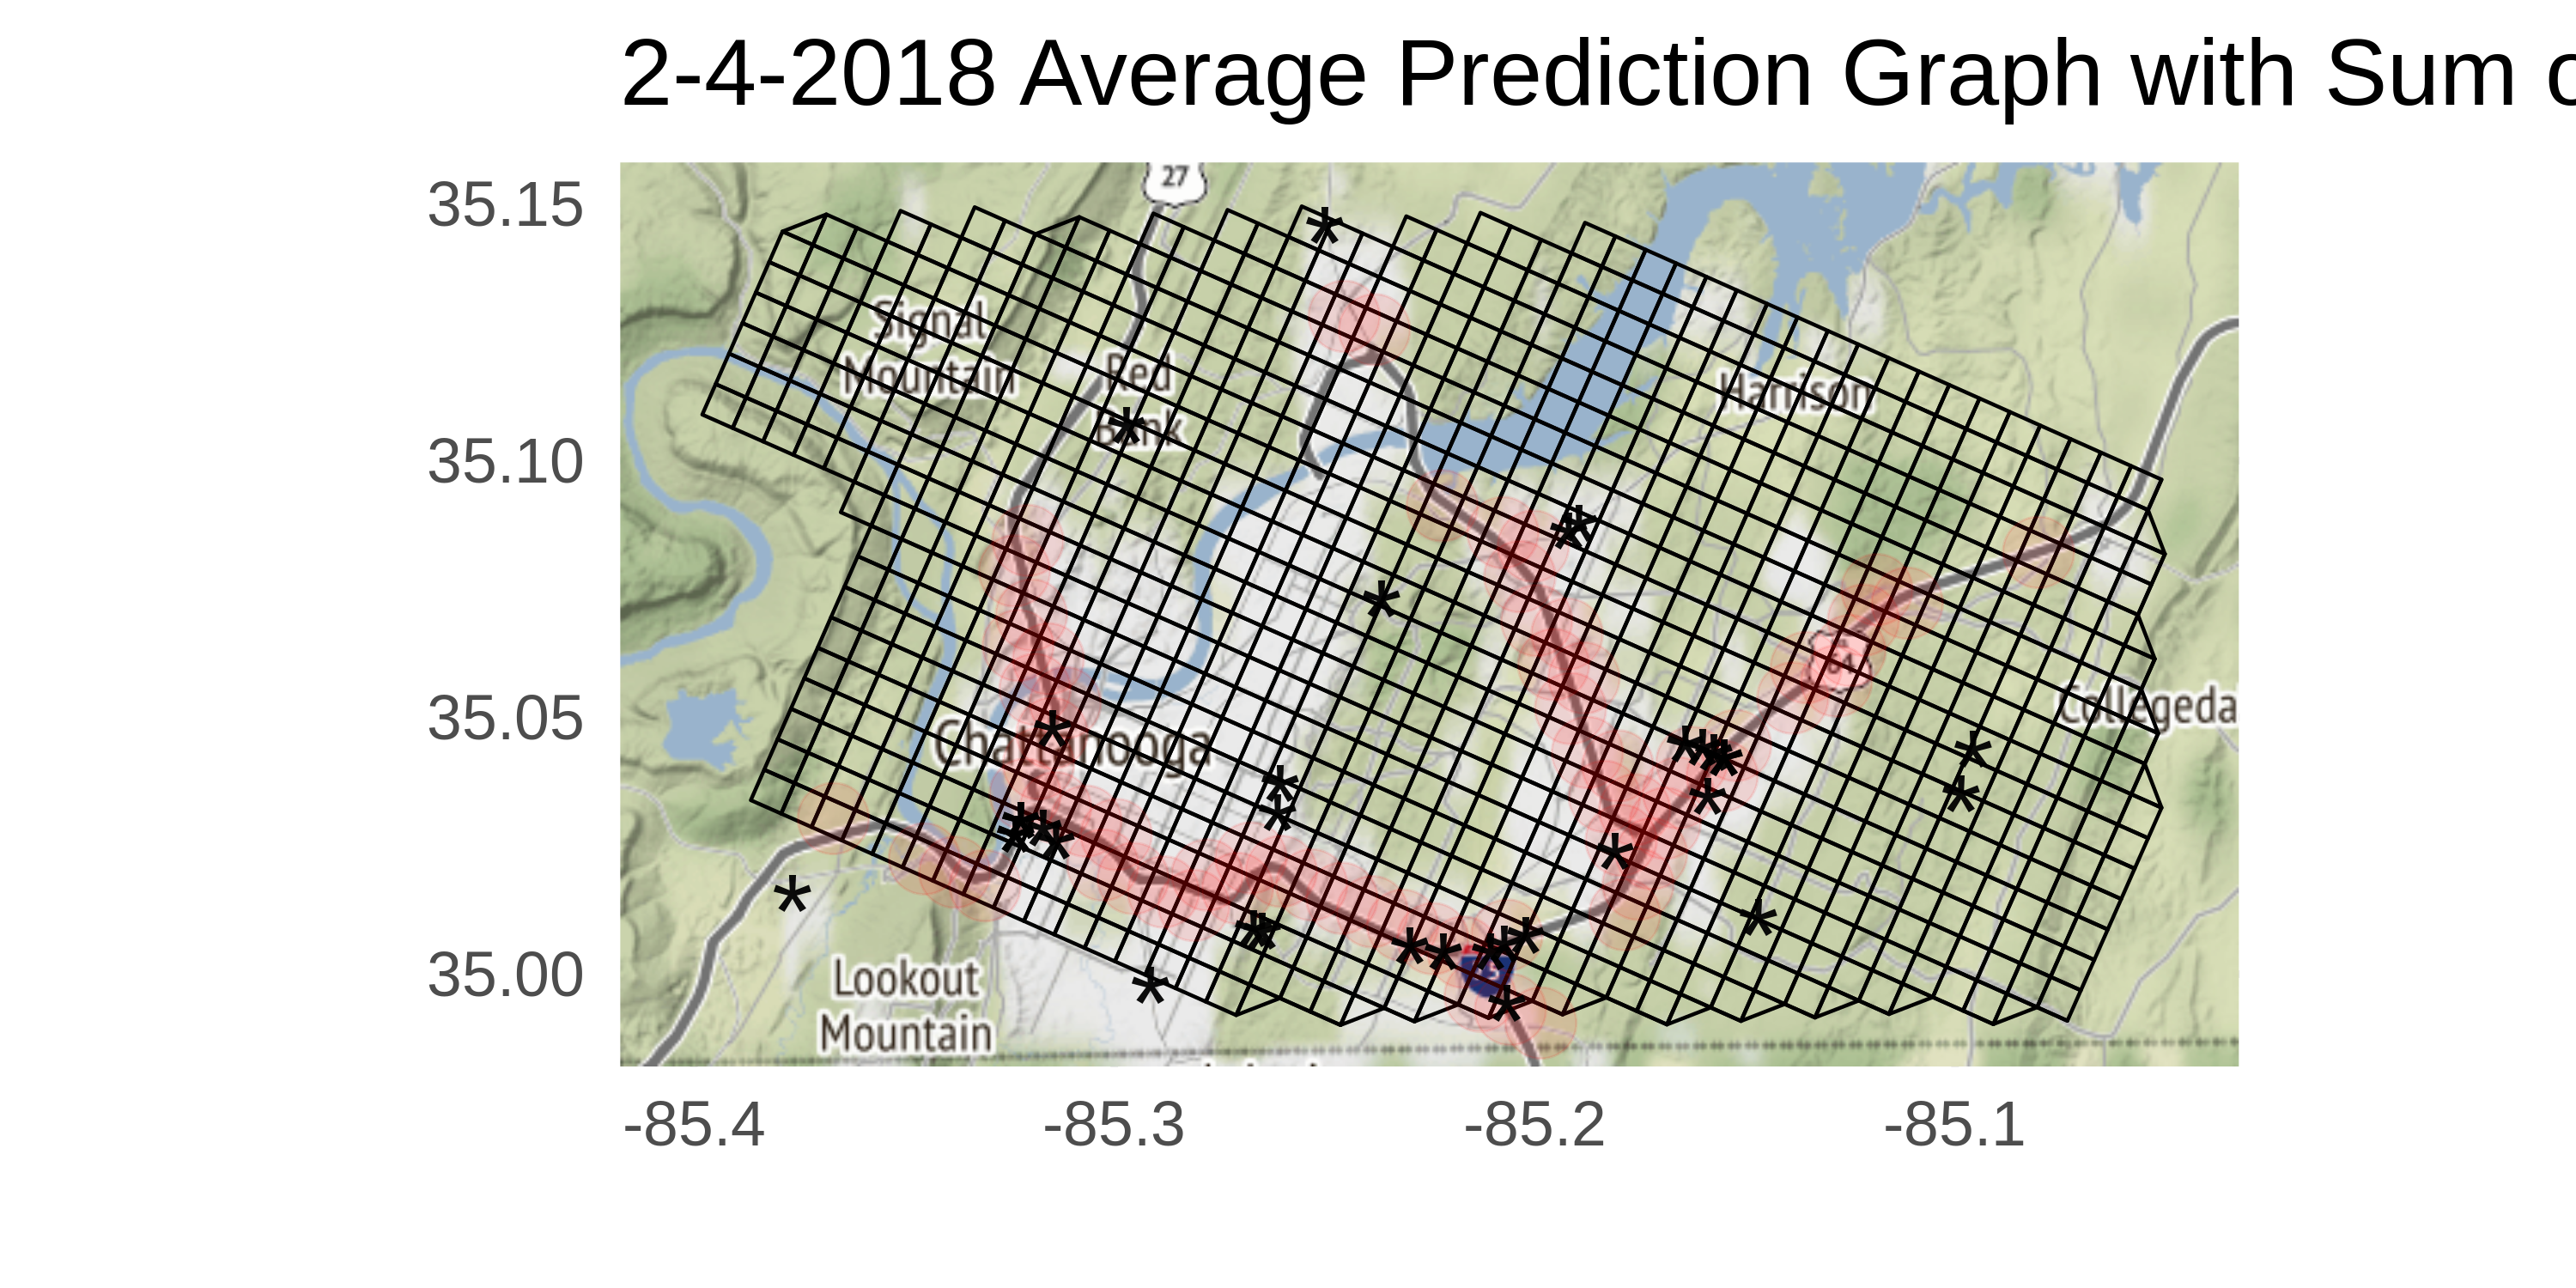 2-4-2018 Average Prediction Graph with Sum
35.15
35.10
35.05
35.00
27
Signal
Mountain
Red
Bank
Harrison
64
Collegeda
Chattanooga
Lookout
Mountain
-85.4
-85.3
-85.2
-85.1